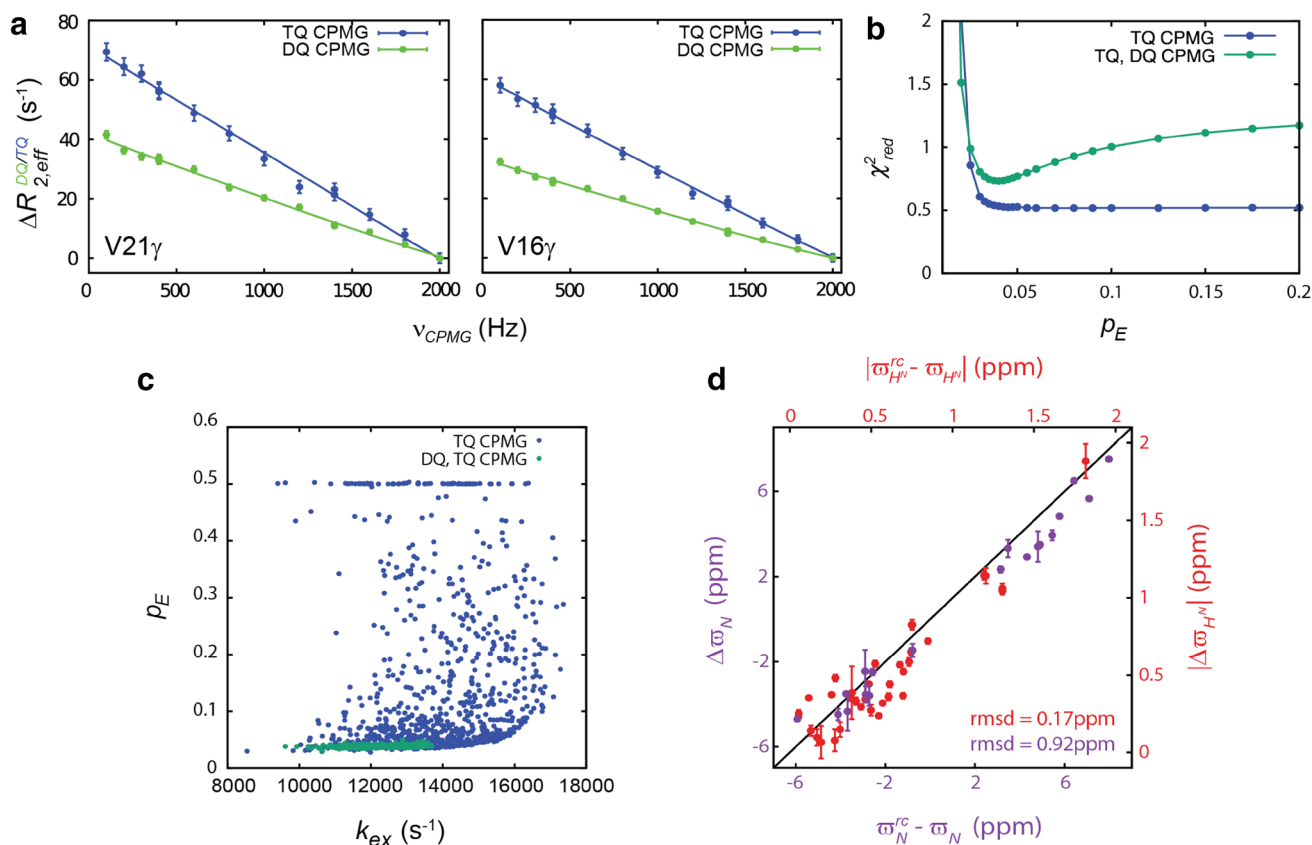 a
TQ CPMG
DQ CPMG
V21γ
80
60
40
20
0
ΔR 2,eff DQ/TQ (s⁻¹)
0 500 1000 1500 2000
TQ CPMG
DQ CPMG
V16γ
0 500 1000 1500 2000
ν CPMG (Hz)
b
TQ CPMG
TQ, DQ CPMG
2
1.5
1
0.5
0
χ² red
0.05 0.1 0.15 0.2
p E
c
TQ CPMG
DQ, TQ CPMG
0.6
0.5
0.4
0.3
0.2
0.1
0
p E
8000 10000 12000 14000 16000 18000
k ex (s⁻¹)
d
|ϖ rc H N - ϖ H N| (ppm)
0 0.5 1 1.5 2
6
2
-2
-6
Δϖ N (ppm)
2
1.5
1
0.5
0
|Δϖ H N| (ppm)
rmsd = 0.17ppm
rmsd = 0.92ppm
-6 -2 2 6
ϖ rc N - ϖ N (ppm)